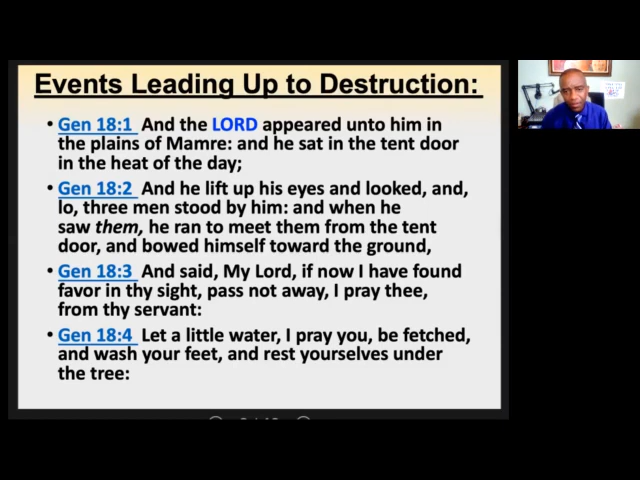 Events Leading Up to Destruction:
• Gen 18:1 And the LORD appeared unto him in
the plains of Mamre: and he sat in the tent door
in the heat of the day;
• Gen 18:2 And he lift up his eyes and looked, and,
lo, three men stood by him: and when he
saw them, he ran to meet them from the tent
door, and bowed himself toward the ground,
• Gen 18:3 And said, My Lord, if now I have found
favor in thy sight, pass not away, I pray thee,
from thy servant:
• Gen 18:4 Let a little water, I pray you, be fetched,
and wash your feet, and rest yourselves under
the tree: